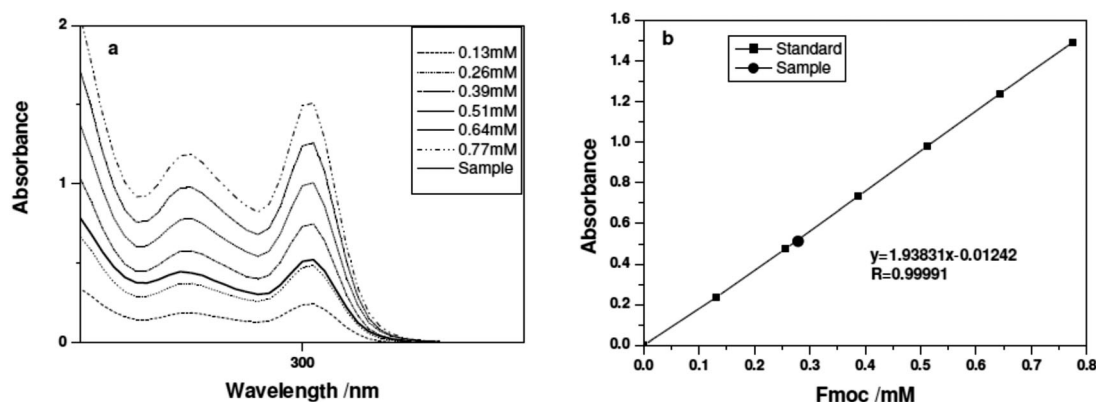 a
2
1
0
Absorbance
300
Wavelength /nm
0.13mM
0.26mM
0.39mM
0.51mM
0.64mM
0.77mM
Sample
b
1.6
1.4
1.2
1.0
0.8
0.6
0.4
0.2
0.0
Absorbance
Standard
Sample
y=1.93831x-0.01242
R=0.99991
0.0 0.1 0.2 0.3 0.4 0.5 0.6 0.7 0.8
Fmoc /mM